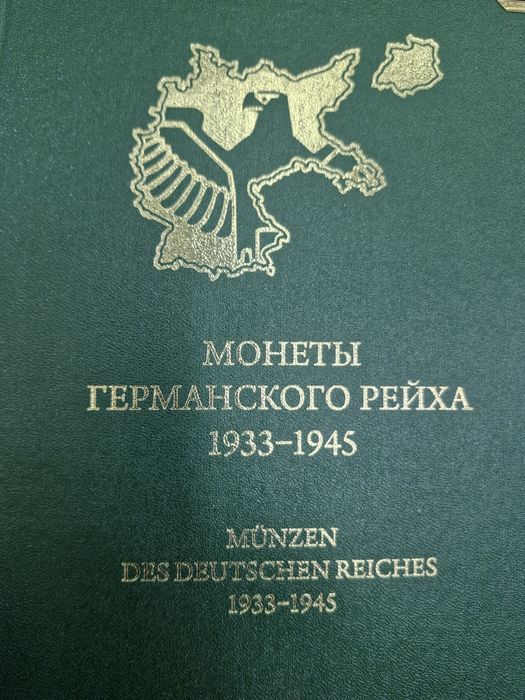 МОНЕТЫ
ГЕРМАНСКОГО РЕЙХА
1933–1945
MÜNZEN
DES DEUTSCHEN REICHES
1933–1945